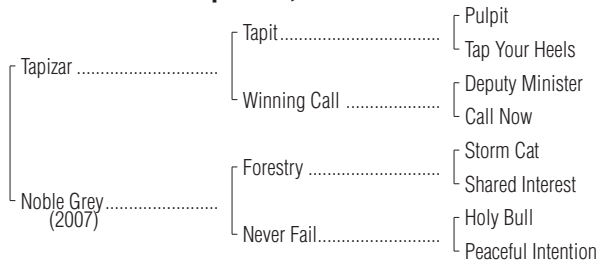 Pulpit
Tapit
Tap Your Heels
Tapizar
Deputy Minister
Winning Call
Call Now
Storm Cat
Forestry
Shared Interest
Noble Grey
(2007)
Holy Bull
Never Fail
Peaceful Intention